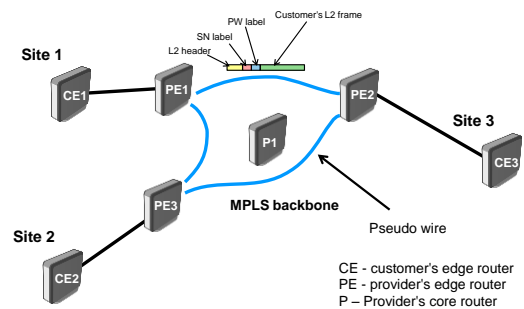 Customer's L2 frame
PW label
SN label
L2 header
Site 1
CE1
PE1
PE2
Site 3
P1
CE3
PE3
MPLS backbone
Pseudo wire
Site 2
CE2
CE - customer's edge router
PE - provider's edge router
P – Provider's core router